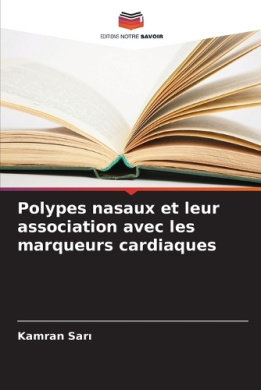 EDITIONS NOTRE SAVOIR
Polypes nasaux et leur
association avec les
marqueurs cardiaques
Kamran Sarı